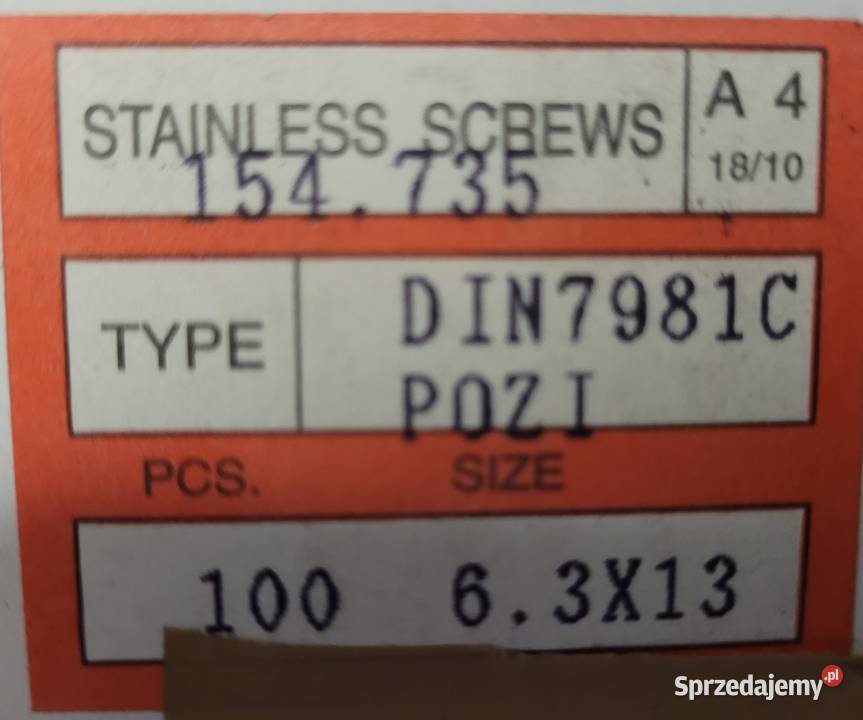 STAINLESS SCREWS
A 4
18/10
154.735
TYPE
DIN7981C
POZI
PCS. SIZE
100 6.3X13
Sprzedajemy.pl